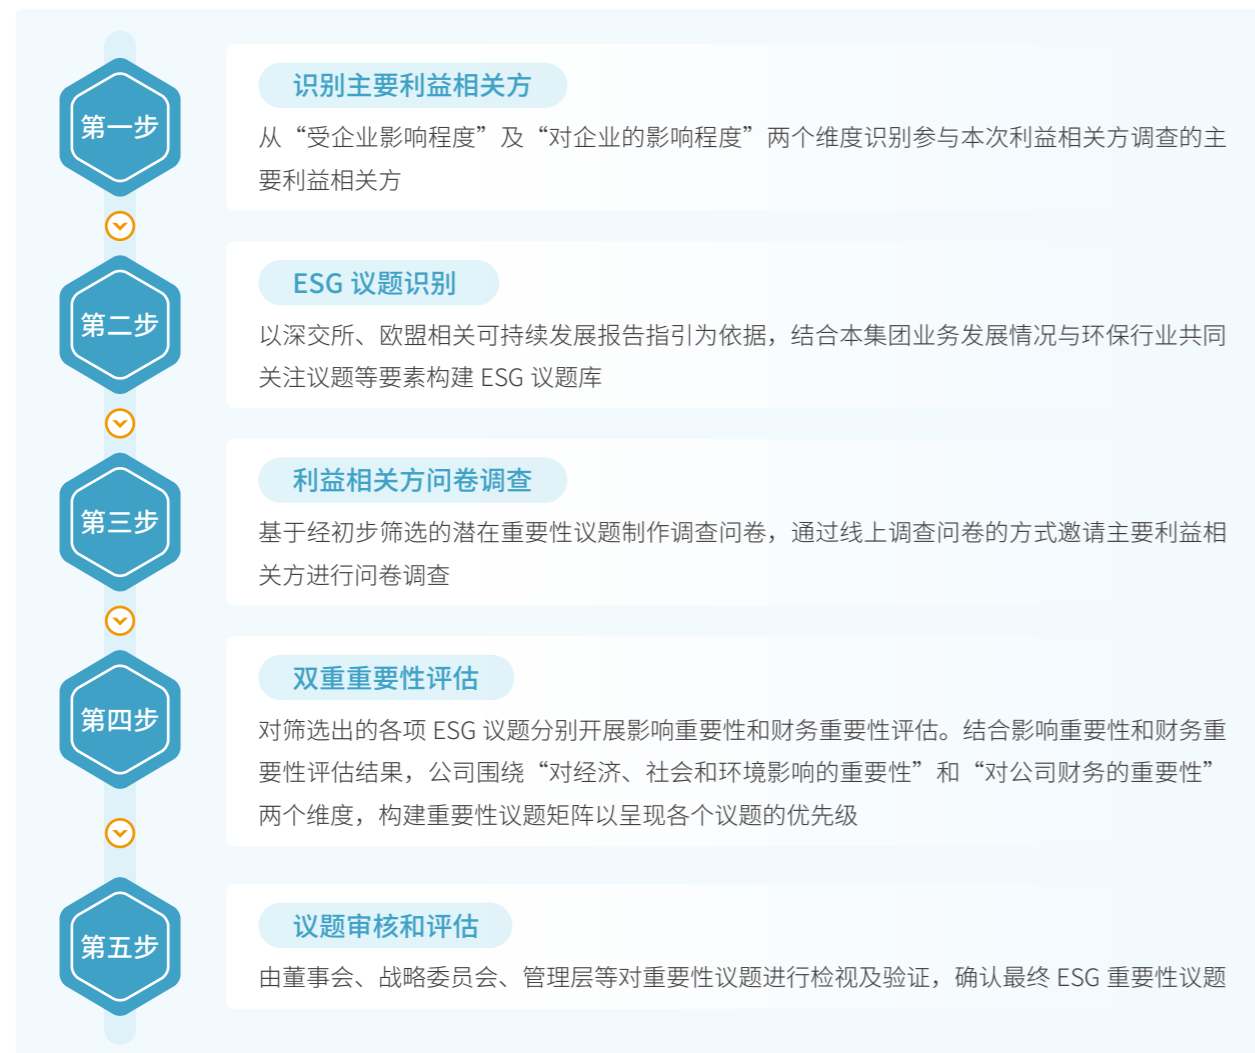 第一步
识别主要利益相关方
从“受企业影响程度”及“对企业的影响程度”两个维度识别参与本次利益相关方调查的主
要利益相关方
第二步
ESG 议题识别
以深交所、欧盟相关可持续发展报告指引为依据，结合本集团业务发展情况与环保行业共同
关注议题等要素构建 ESG 议题库
第三步
利益相关方问卷调查
基于经初步筛选的潜在重要性议题制作调查问卷，通过线上调查问卷的方式邀请主要利益相
关方进行问卷调查
第四步
双重重要性评估
对筛选出的各项 ESG 议题分别开展影响重要性和财务重要性评估。结合影响重要性和财务重
要性评估结果，公司围绕“对经济、社会和环境影响的重要性”和“对公司财务的重要性”
两个维度，构建重要性议题矩阵以呈现各个议题的优先级
第五步
议题审核和评估
由董事会、战略委员会、管理层等对重要性议题进行检视及验证，确认最终 ESG 重要性议题